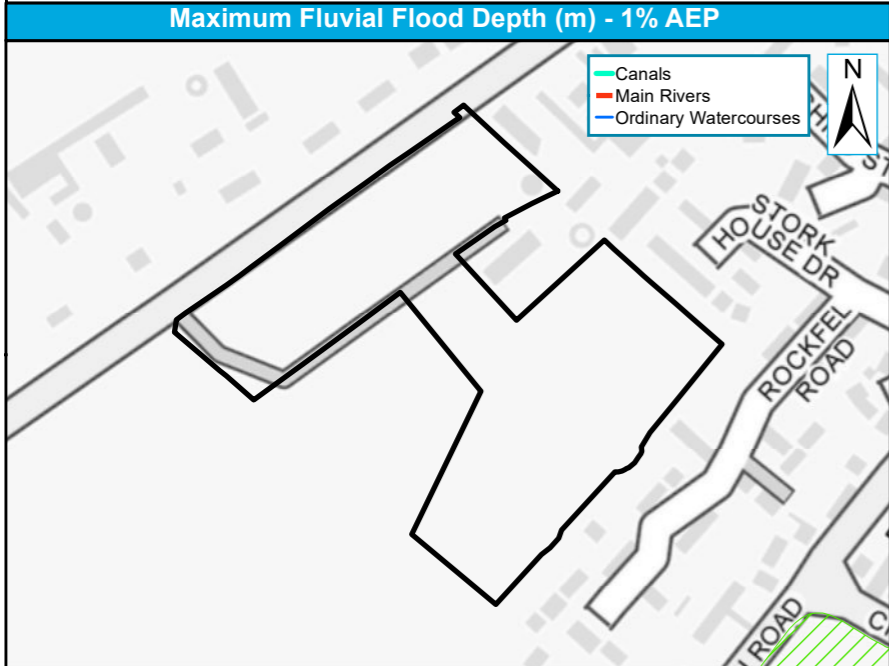 Maximum Fluvial Flood Depth (m) - 1% AEP
Canals
Main Rivers
Ordinary Watercourses
N
STORK
HOUSE DR
ROCKFEL
ROAD
ROAD